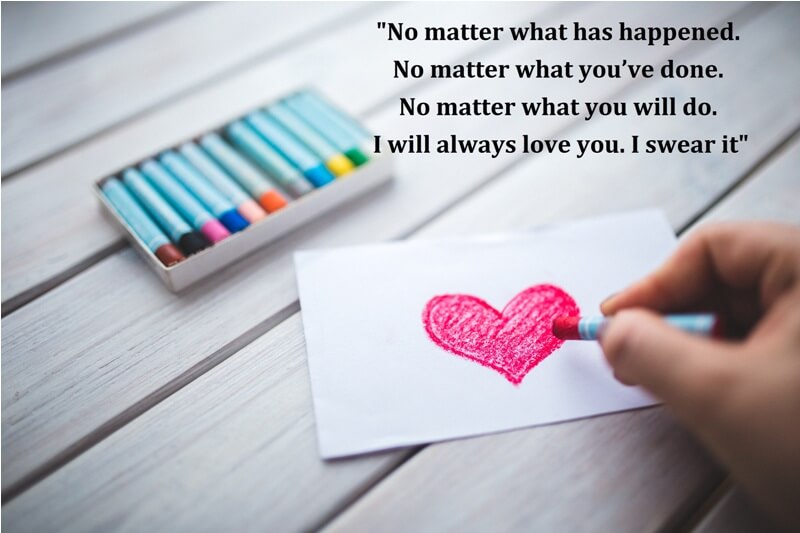 "No matter what has happened.
No matter what you’ve done.
No matter what you will do.
I will always love you. I swear it"